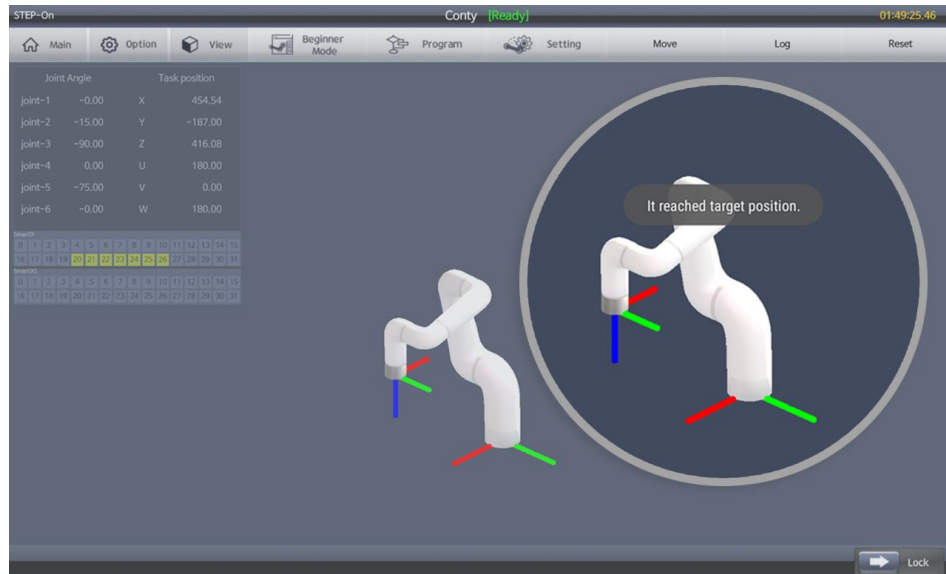 STEP-On
Conty [Ready]
01:49:25.46
Main
Option
View
Beginner
Mode
Program
Setting
Move
Log
Reset
Joint Angle Task position
joint-1 -0.00 X 454.54
joint-2 -15.00 Y -187.00
joint-3 -90.00 Z 416.08
joint-4 0.00 U 180.00
joint-5 -75.00 V 0.00
joint-6 -0.00 W 180.00
SmartDI
0 1 2 3 4 5 6 7 8 9 10 11 12 13 14 15
16 17 18 19 20 21 22 23 24 25 26 27 28 29 30 31
SmartDO
0 1 2 3 4 5 6 7 8 9 10 11 12 13 14 15
16 17 18 19 20 21 22 23 24 25 26 27 28 29 30 31
It reached target position.
Lock